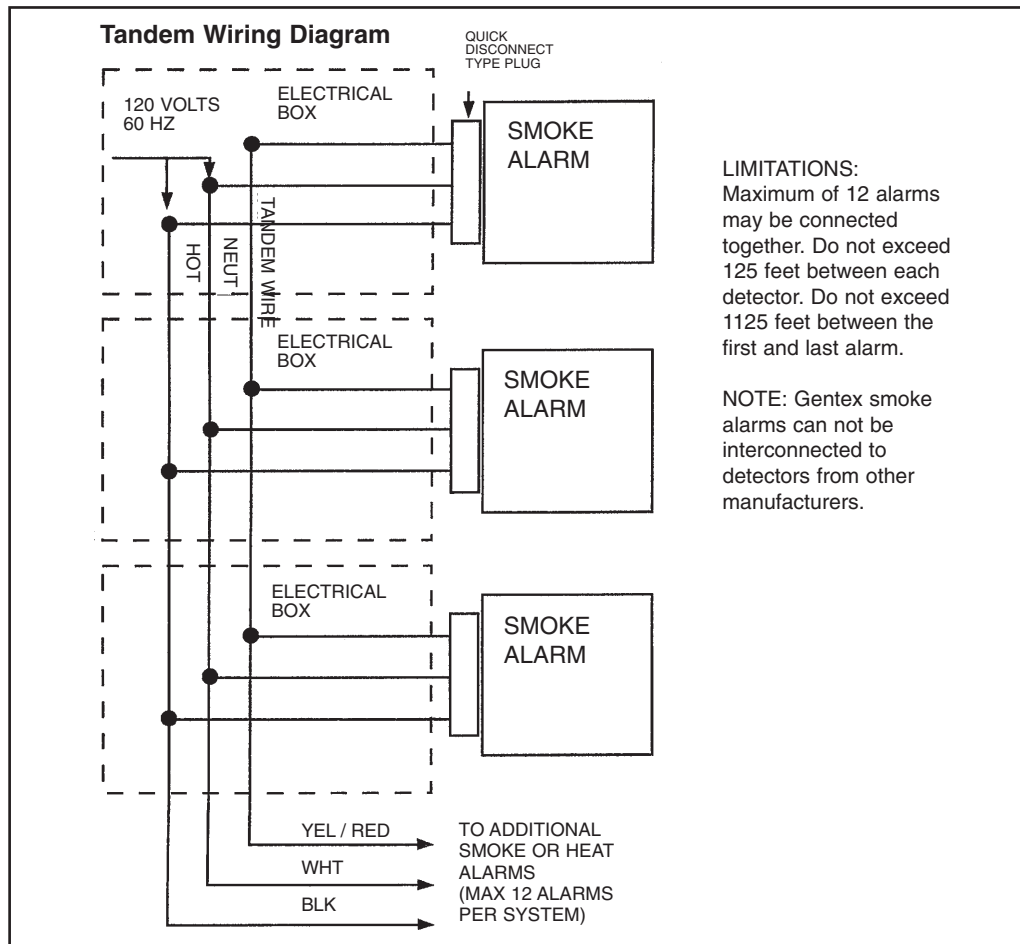 Tandem Wiring Diagram
QUICK
DISCONNECT
TYPE PLUG
120 VOLTS
60 HZ
ELECTRICAL
BOX
SMOKE
ALARM
HOT
NEUT
TANDEM WIRE
LIMITATIONS:
Maximum of 12 alarms
may be connected
together. Do not exceed
125 feet between each
detector. Do not exceed
1125 feet between the
first and last alarm.
NOTE: Gentex smoke
alarms can not be
interconnected to
detectors from other
manufacturers.
ELECTRICAL
BOX
SMOKE
ALARM
ELECTRICAL
BOX
SMOKE
ALARM
YEL / RED
WHT
BLK
TO ADDITIONAL
SMOKE OR HEAT
ALARMS
(MAX 12 ALARMS
PER SYSTEM)